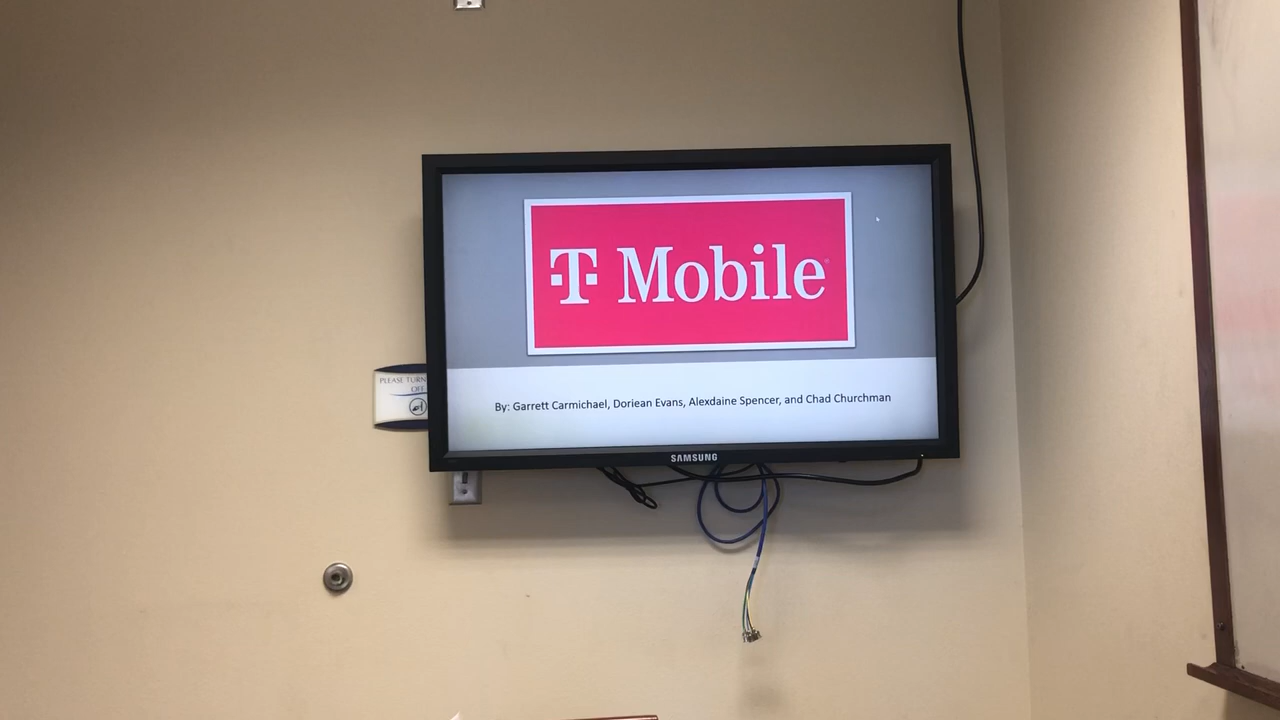 T Mobile®
By: Garrett Carmichael, Doriean Evans, Alexdaine Spencer, and Chad Churchman
SAMSUNG
PLEASE TURN
OFF